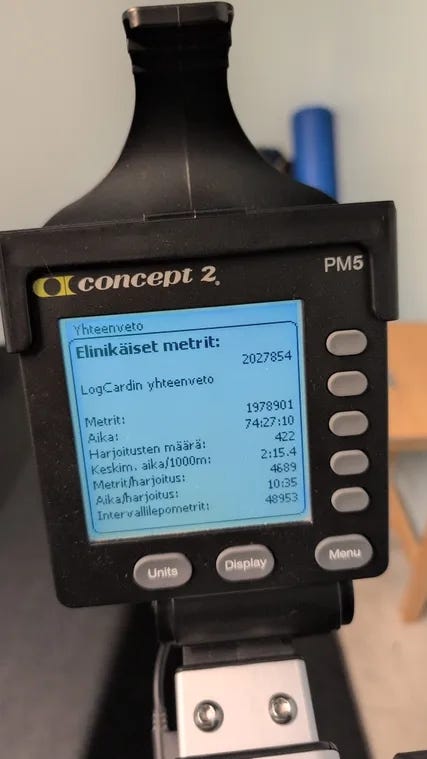 concept 2.
PM5
Yhteenveto
Elinikäiset metrit:
2027854
LogCardin yhteenveto
Metrit: 1978901
Aika: 74:27:10
Harjoitusten määrä: 422
Keskim. aika/1000m: 2:15.4
Metrit/harjoitus: 4689
Aika/harjoitus: 10:35
Intervallilepometrit: 48953
Units
Display
Menu